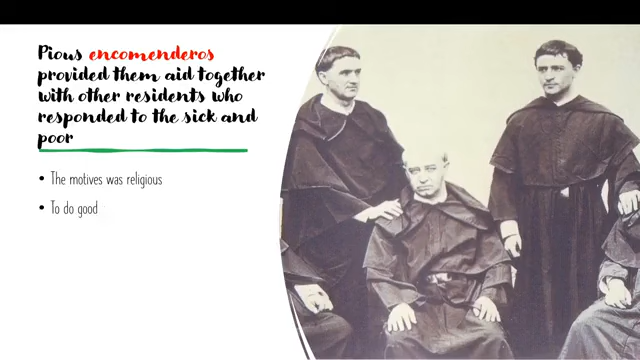 Pious encomenderos
provided them aid together
with other residents who
responded to the sick and
poor
• The motives was religious
• To do good